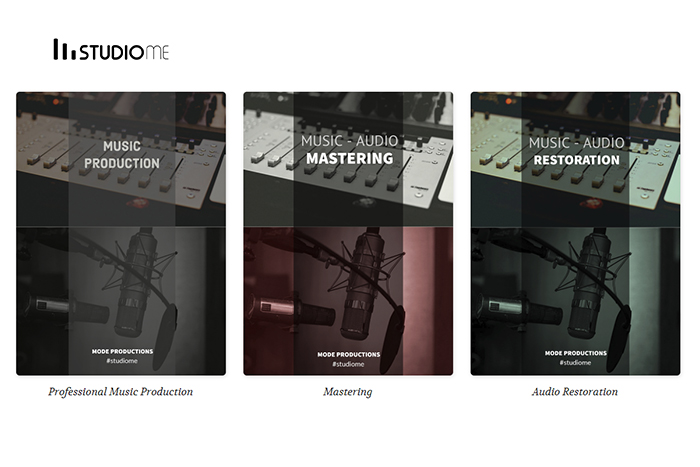 STUDIOME
MUSIC
PRODUCTION
MODE PRODUCTIONS
#studiome
Professional Music Production
MUSIC - AUDIO
MASTERING
MODE PRODUCTIONS
#studiome
Mastering
MUSIC - AUDIO
RESTORATION
MODE PRODUCTIONS
#studiome
Audio Restoration